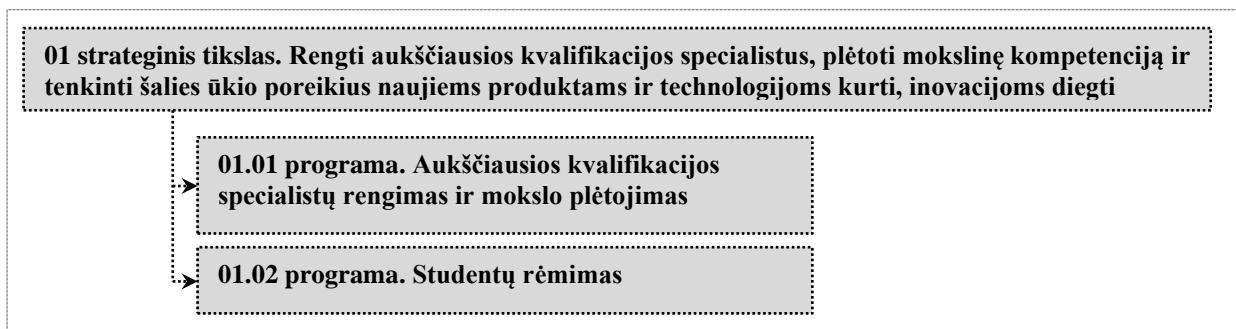 01 strateginis tikslas. Rengti aukščiausios kvalifikacijos specialistus, plėtoti mokslinę kompetenciją ir
tenkinti šalies ūkio poreikius naujiems produktams ir technologijoms kurti, inovacijoms diegti
01.01 programa. Aukščiausios kvalifikacijos
specialistų rengimas ir mokslo plėtojimas
01.02 programa. Studentų rėmimas